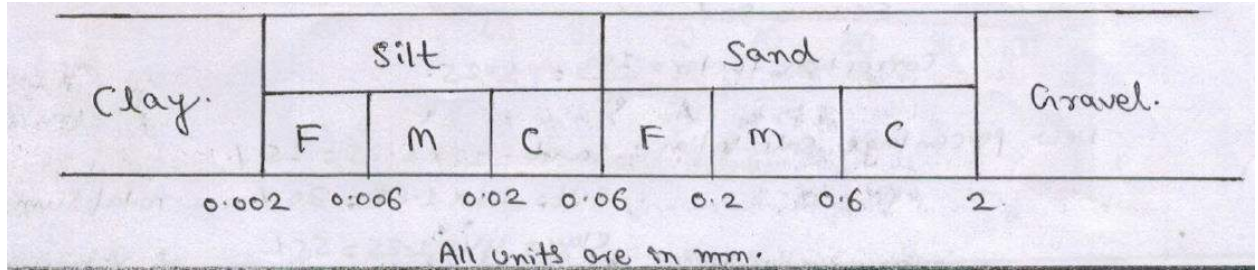 Silt Sand
Clay. Gravel.
F M C F m C
0.002 0.006 0.02 0.06 0.2 0.6 2
All units are in mm.